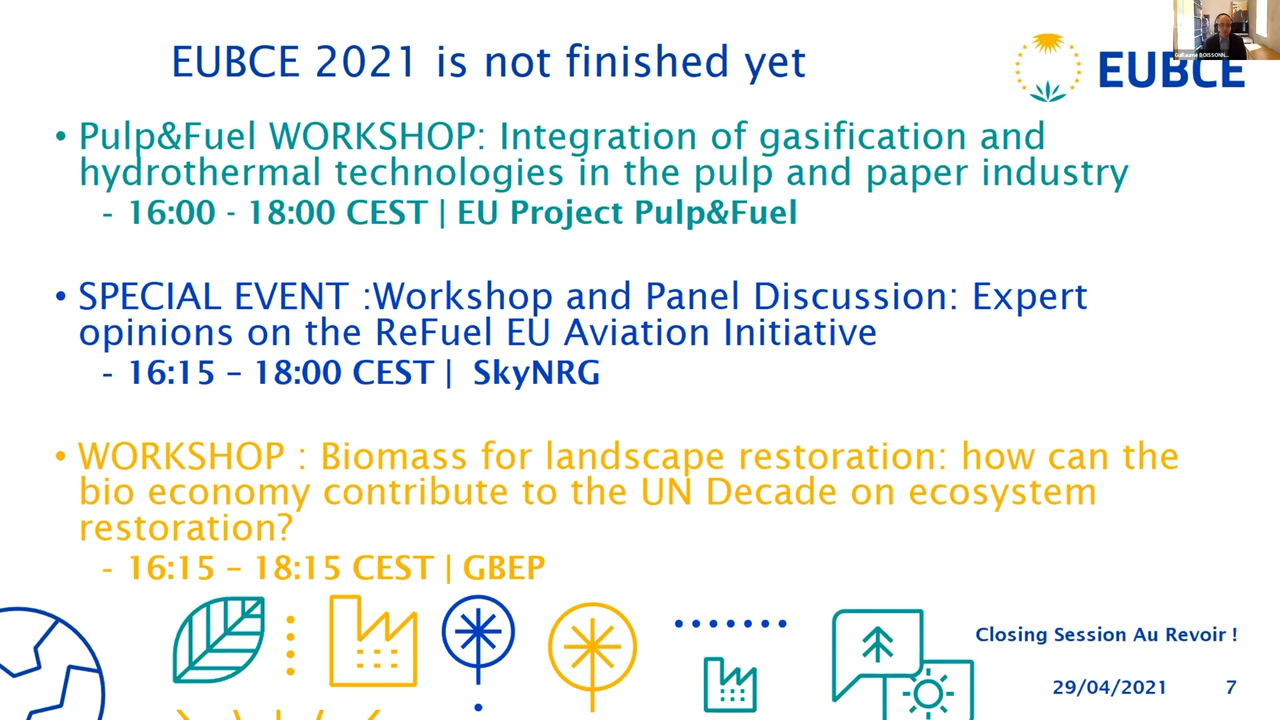 EUBCE 2021 is not finished yet
EUBCE
Guillaume BOISSONN...
• Pulp&Fuel WORKSHOP: Integration of gasification and
hydrothermal technologies in the pulp and paper industry
- 16:00 - 18:00 CEST | EU Project Pulp&Fuel
• SPECIAL EVENT :Workshop and Panel Discussion: Expert
opinions on the ReFuel EU Aviation Initiative
- 16:15 – 18:00 CEST | SkyNRG
• WORKSHOP : Biomass for landscape restoration: how can the
bio economy contribute to the UN Decade on ecosystem
restoration?
- 16:15 – 18:15 CEST | GBEP
Closing Session Au Revoir !
29/04/2021 7